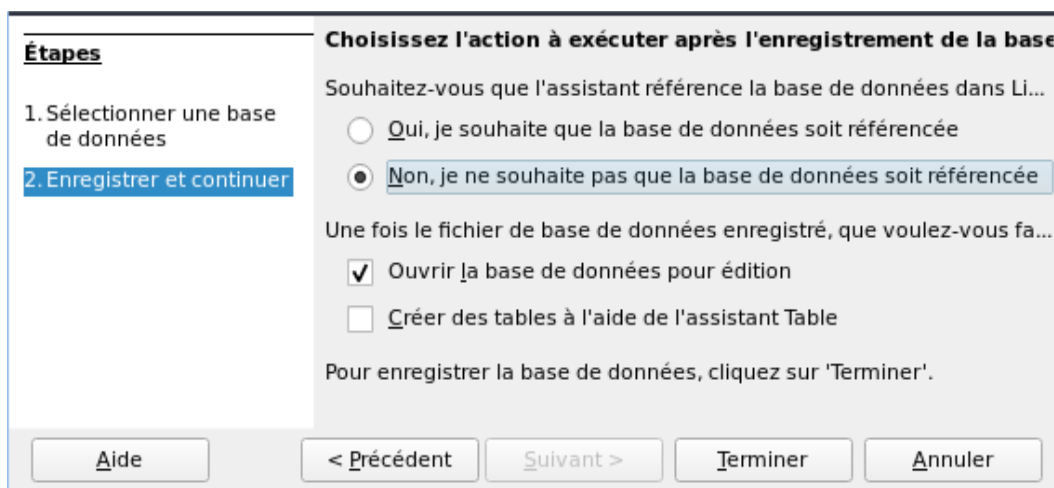 Étapes
1. Sélectionner une base
de données
2. Enregistrer et continuer
Choisissez l'action à exécuter après l'enregistrement de la base
Souhaitez-vous que l'assistant référence la base de données dans Li...
Oui, je souhaite que la base de données soit référencée
Non, je ne souhaite pas que la base de données soit référencée
Une fois le fichier de base de données enregistré, que voulez-vous fa...
Ouvrir la base de données pour édition
Créer des tables à l'aide de l'assistant Table
Pour enregistrer la base de données, cliquez sur 'Terminer'.
Aide
< Précédent
Suivant >
Terminer
Annuler